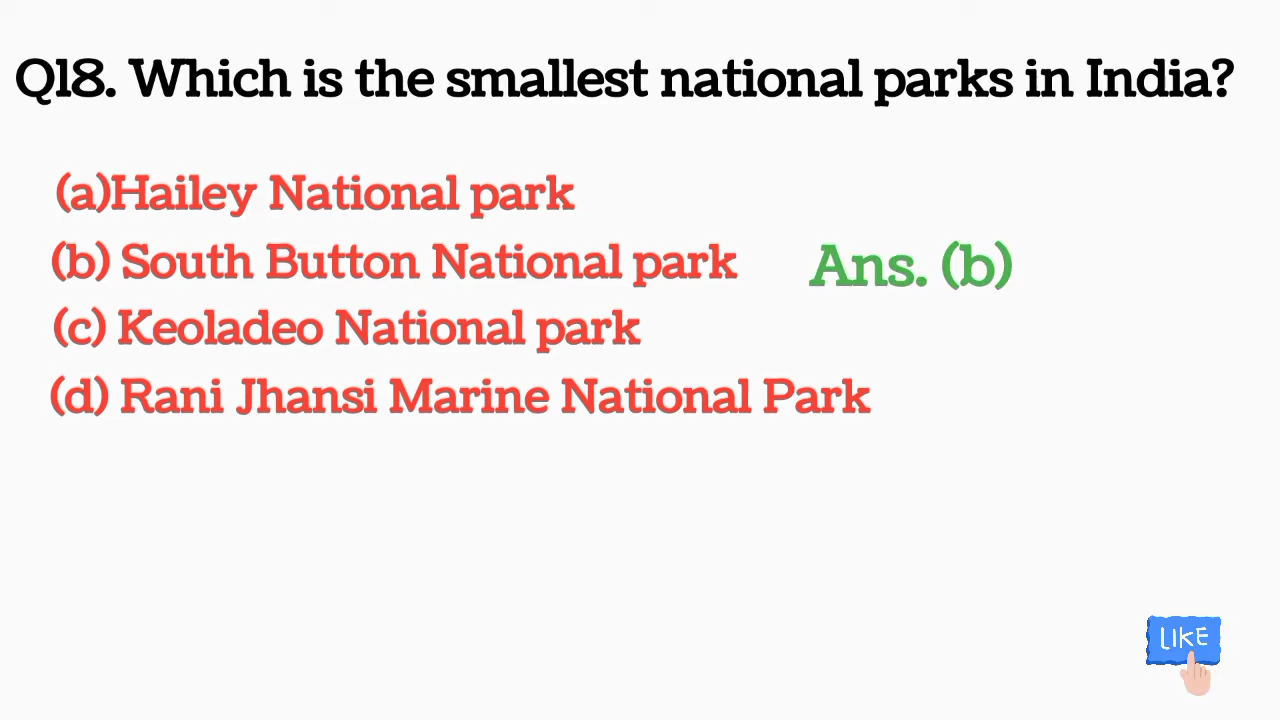 Q18. Which is the smallest national parks in India?
(a)Hailey National park
(b) South Button National park
Ans. (b)
(c) Keoladeo National park
(d) Rani Jhansi Marine National Park
LIKE